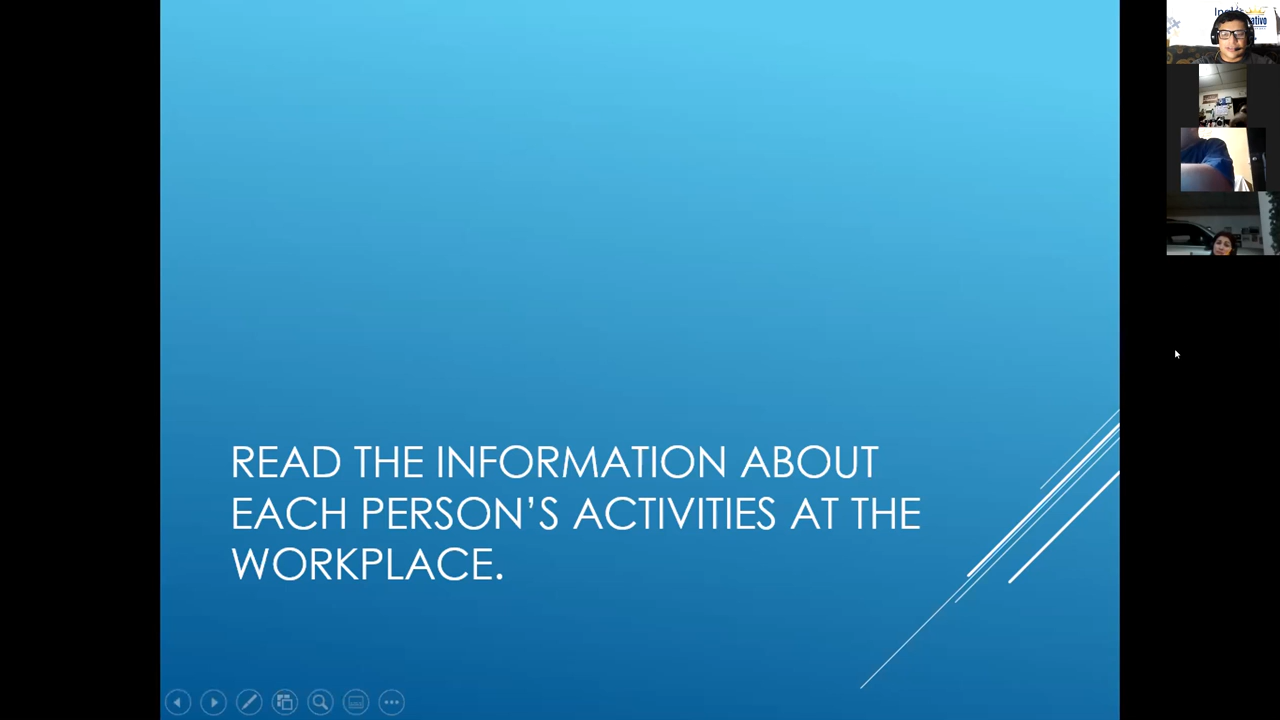 READ THE INFORMATION ABOUT
EACH PERSON’S ACTIVITIES AT THE
WORKPLACE.